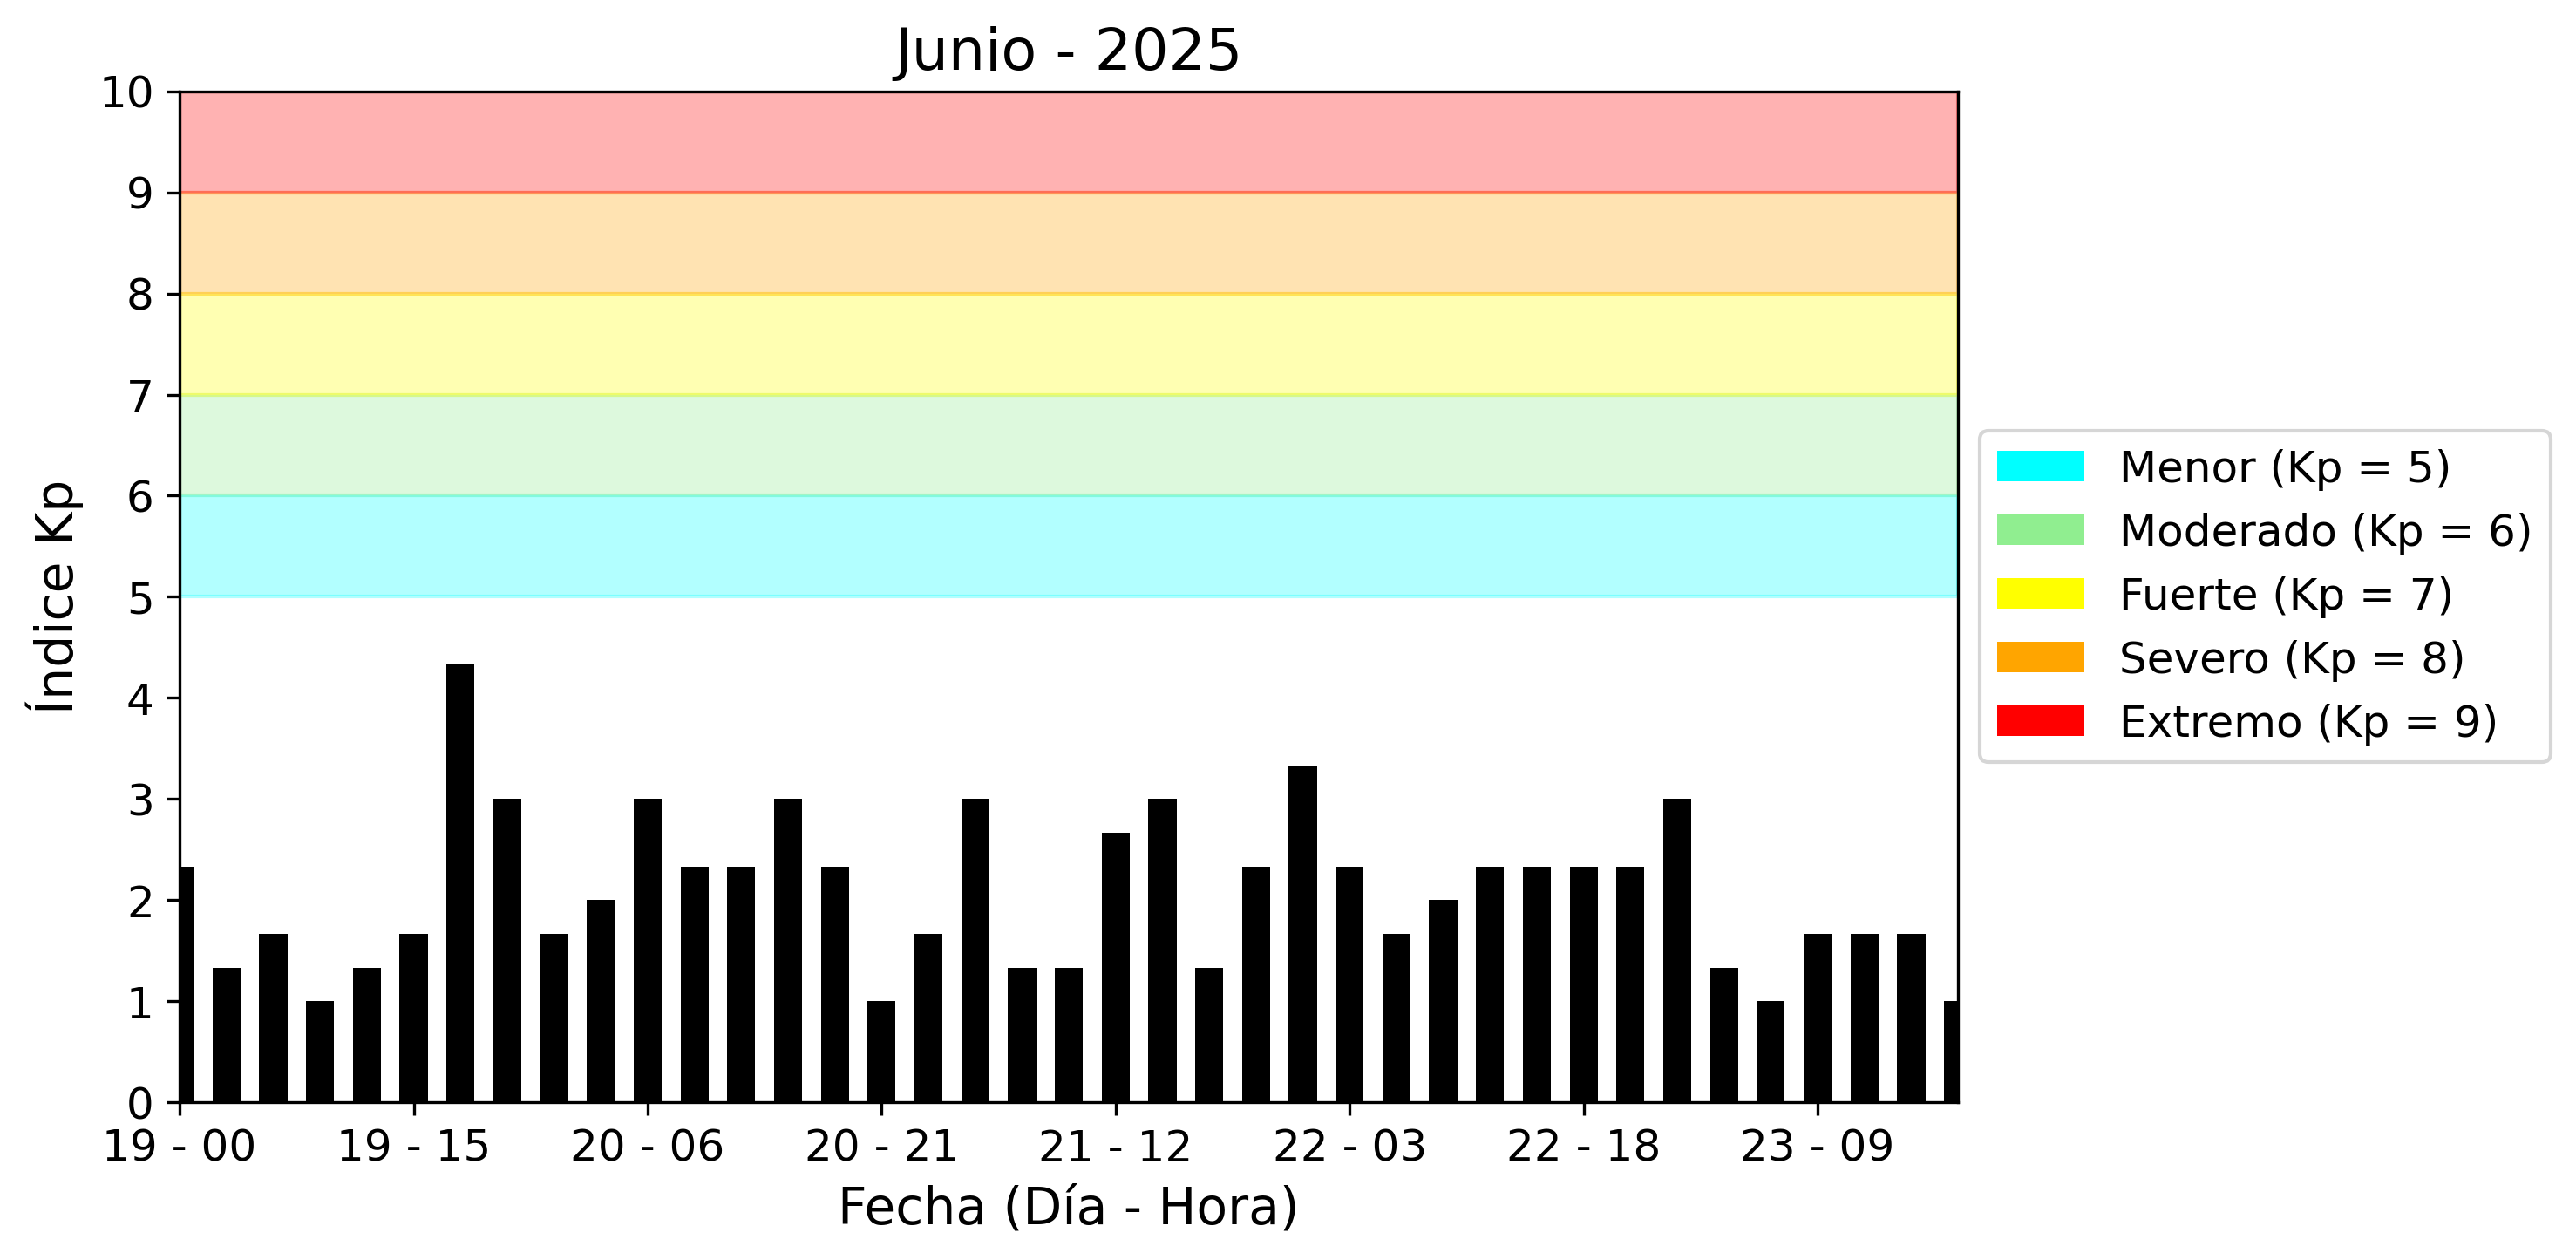 Junio - 2025
10
9
8
7
6
5
4
3
2
1
0
Índice Kp
19 - 00 19 - 15 20 - 06 20 - 21 21 - 12 22 - 03 22 - 18 23 - 09
Fecha (Día - Hora)
Menor (Kp = 5)
Moderado (Kp = 6)
Fuerte (Kp = 7)
Severo (Kp = 8)
Extremo (Kp = 9)